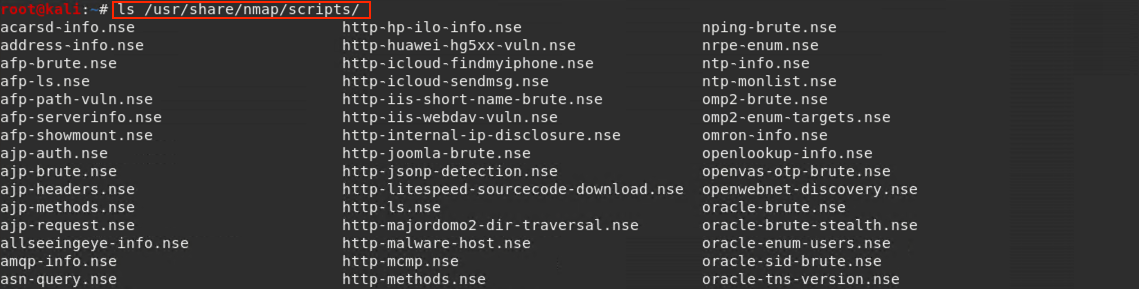 root@kali:~# ls /usr/share/nmap/scripts/
acarsd-info.nse http-hp-ilo-info.nse nping-brute.nse
address-info.nse http-huawei-hg5xx-vuln.nse nrpe-enum.nse
afp-brute.nse http-icloud-findmyiphone.nse ntp-info.nse
afp-ls.nse http-icloud-sendmsg.nse ntp-monlist.nse
afp-path-vuln.nse http-iis-short-name-brute.nse omp2-brute.nse
afp-serverinfo.nse http-iis-webdav-vuln.nse omp2-enum-targets.nse
afp-showmount.nse http-internal-ip-disclosure.nse omron-info.nse
ajp-auth.nse http-joomla-brute.nse openlookup-info.nse
ajp-brute.nse http-jsonp-detection.nse openvas-otp-brute.nse
ajp-headers.nse http-litespeed-sourcecode-download.nse openwebnet-discovery.nse
ajp-methods.nse http-ls.nse oracle-brute.nse
ajp-request.nse http-majordomo2-dir-traversal.nse oracle-brute-stealth.nse
allseeingeye-info.nse http-malware-host.nse oracle-enum-users.nse
amqp-info.nse http-mcmp.nse oracle-sid-brute.nse
asn-query.nse http-methods.nse oracle-tns-version.nse